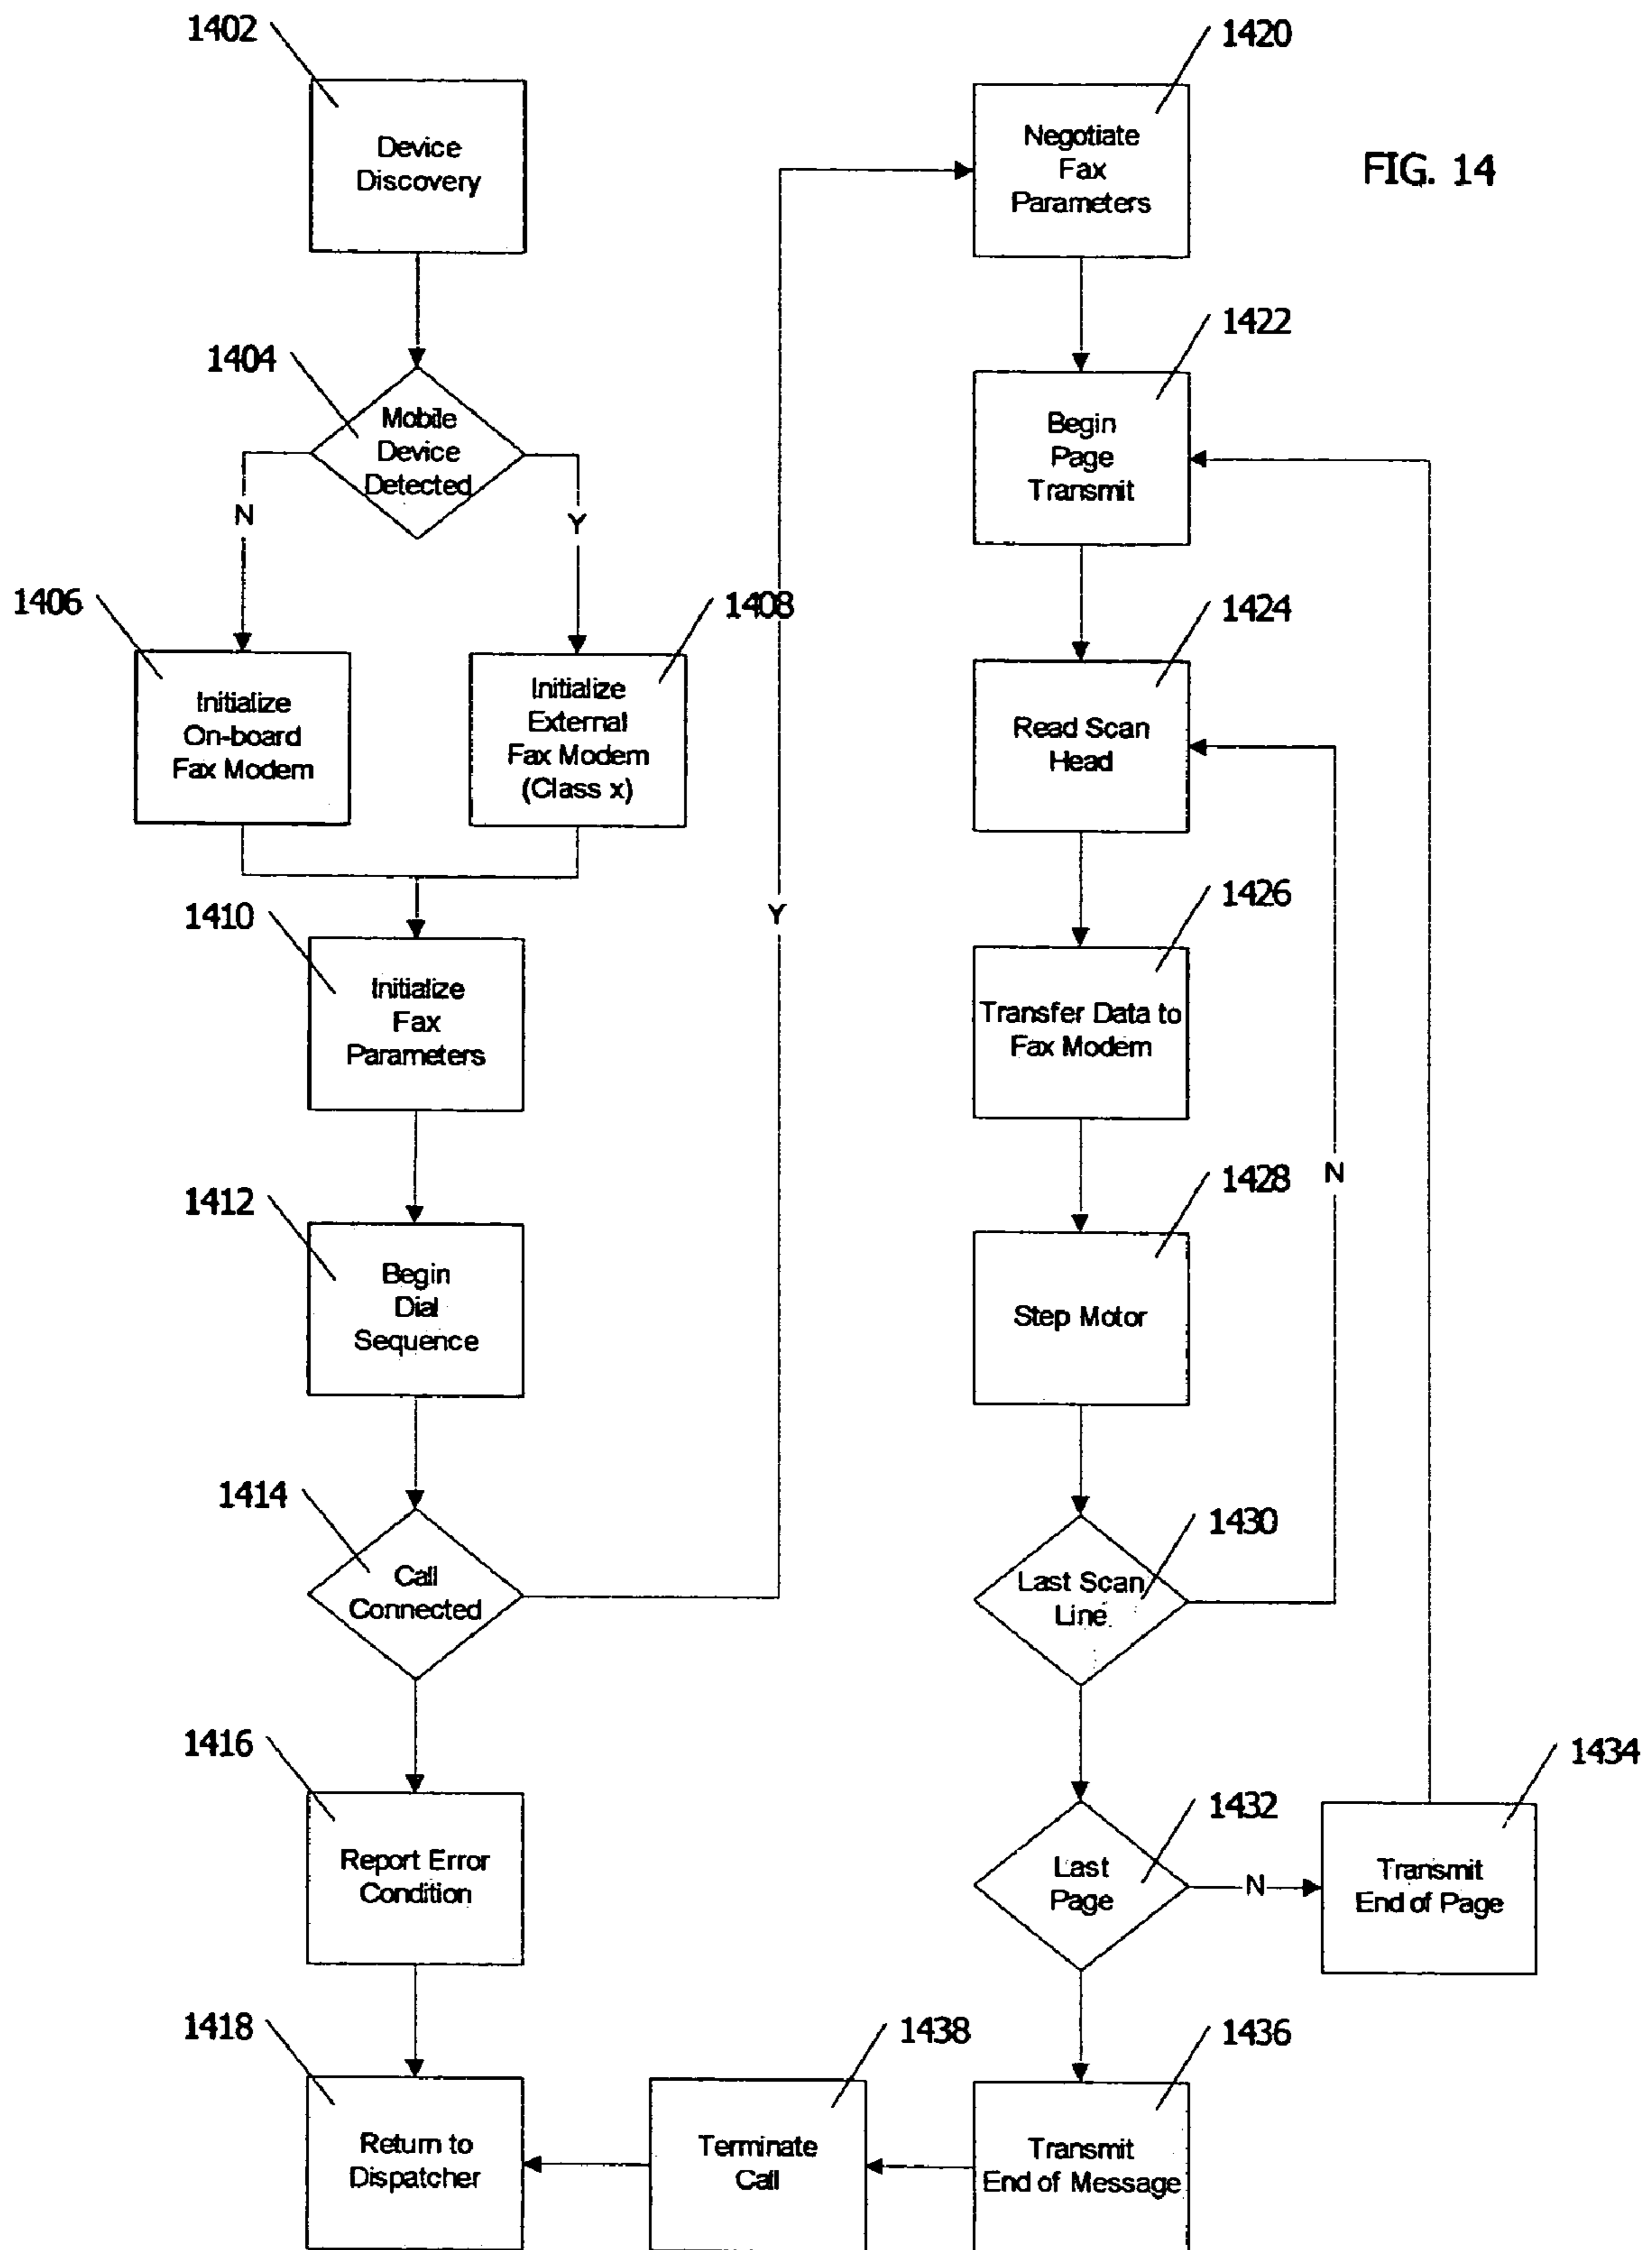 1402
Device
Discovery
1404
Mobile
Device
Detected
N
Y
1406
Initialize
On-board
Fax Modem
1408
Initialize
External
Fax Modem
(Class x)
1410
Initialize
Fax
Parameters
1412
Begin
Dial
Sequence
1414
Call
Connected
Y
1416
Report Error
Condition
1418
Return to
Dispatcher
1420
Negotiate
Fax
Parameters
FIG. 14
1422
Begin
Page
Transmit
1424
Read Scan
Head
1426
Transfer Data to
Fax Modem
1428
Step Motor
N
1430
Last Scan
Line
1432
Last
Page
N
1434
Transmit
End of Page
1436
Transmit
End of Message
1438
Terminate
Call